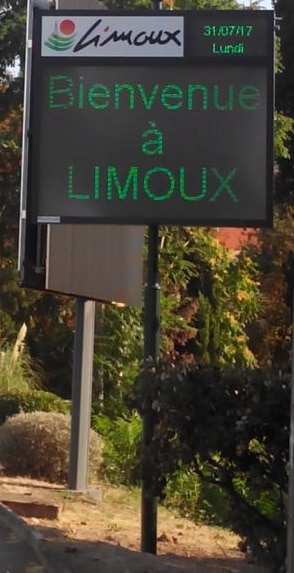 Limoux
31/07/17
Lundi
Bienvenue
à
LIMOUX